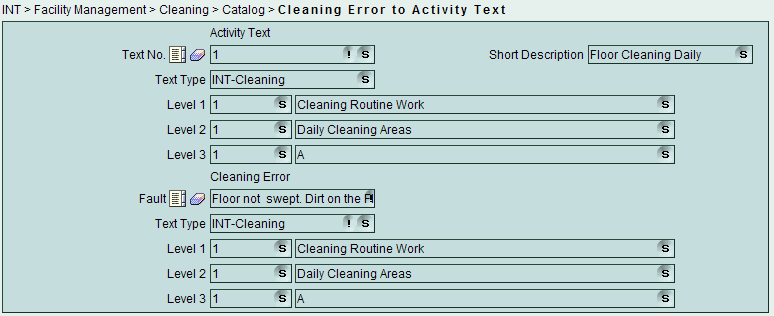 INT > Facility Management > Cleaning > Catalog > Cleaning Error to Activity Text
Activity Text
Text No. 1 ! S Short Description Floor Cleaning Daily S
Text Type INT-Cleaning S
Level 1 1 S Cleaning Routine Work S
Level 2 1 S Daily Cleaning Areas S
Level 3 1 S A S
Cleaning Error
Fault Floor not swept. Dirt on the !
Text Type INT-Cleaning ! S
Level 1 1 S Cleaning Routine Work S
Level 2 1 S Daily Cleaning Areas S
Level 3 1 S A S